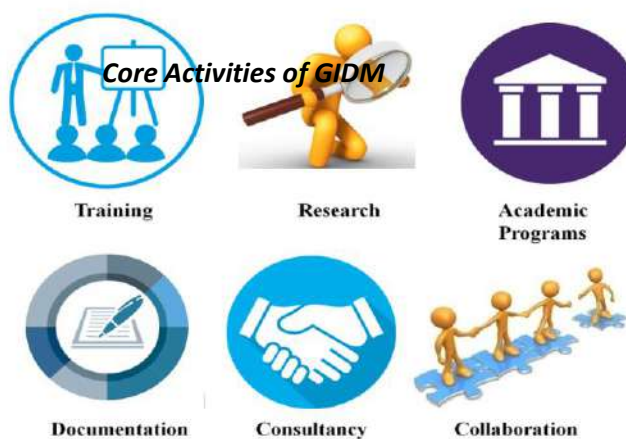 Core Activities of GIDM
Training
Research
Academic
Programs
Documentation
Consultancy
Collaboration